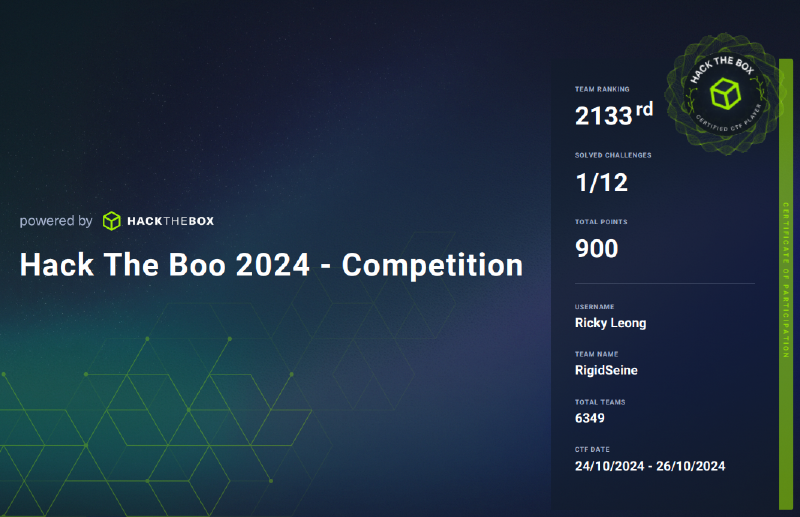 powered by HACKTHEBOX
Hack The Boo 2024 - Competition
TEAM RANKING
2133rd
SOLVED CHALLENGES
1/12
TOTAL POINTS
900
USERNAME
Ricky Leong
TEAM NAME
RigidSeine
TOTAL TEAMS
6349
CTF DATE
24/10/2024 - 26/10/2024
HACK THE BOX
CERTIFIED CTF PLAYER
CERTIFICATE OF PARTICIPATION